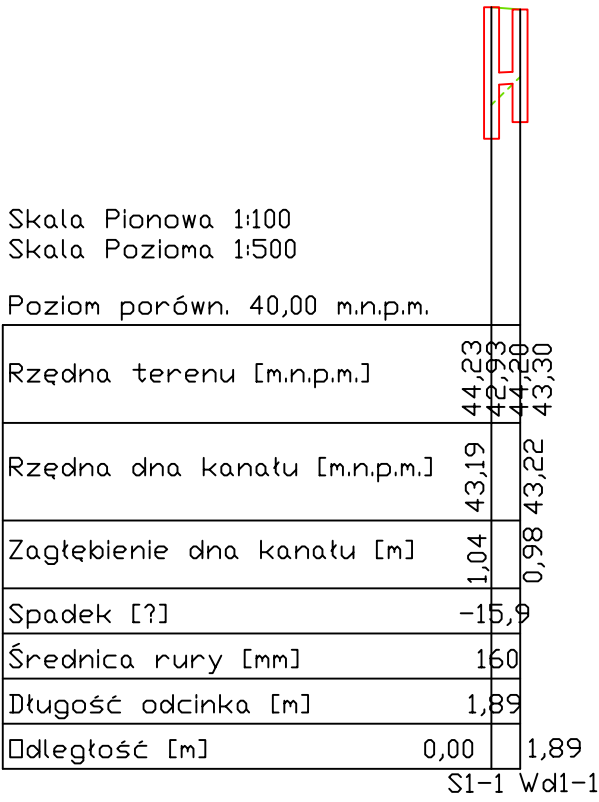 Skala Pionowa 1:100
Skala Pozioma 1:500
Poziom porówn. 40,00 m.n.p.m.
Rzędna terenu [m.n.p.m.] 44,23 42,93 44,20 43,30
Rzędna dna kanału [m.n.p.m.] 43,19 43,22
Zagłębienie dna kanału [m] 1,04 0,98
Spadek [?] -15,9
Średnica rury [mm] 160
Długość odcinka [m] 1,89
Odległość [m] 0,00 1,89
S1-1 Wd1-1